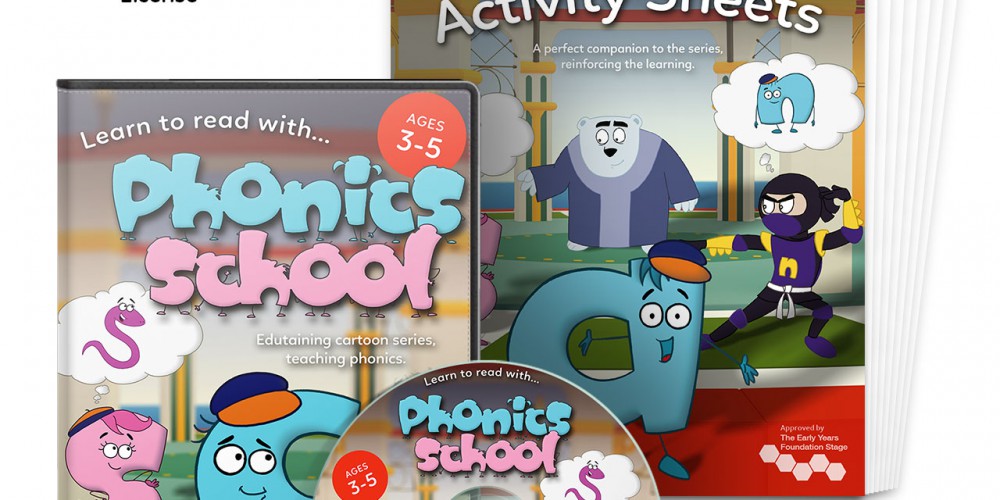 License
Activity Sheets
A perfect companion to the series,
reinforcing the learning.
n
Approved by
The Early Years
Foundation Stage
Learn to read with...
AGES
3-5
Phonics
School
Edutaining cartoon series,
teaching phonics.
Learn to read with...
Phonics
School
AGES
3-5